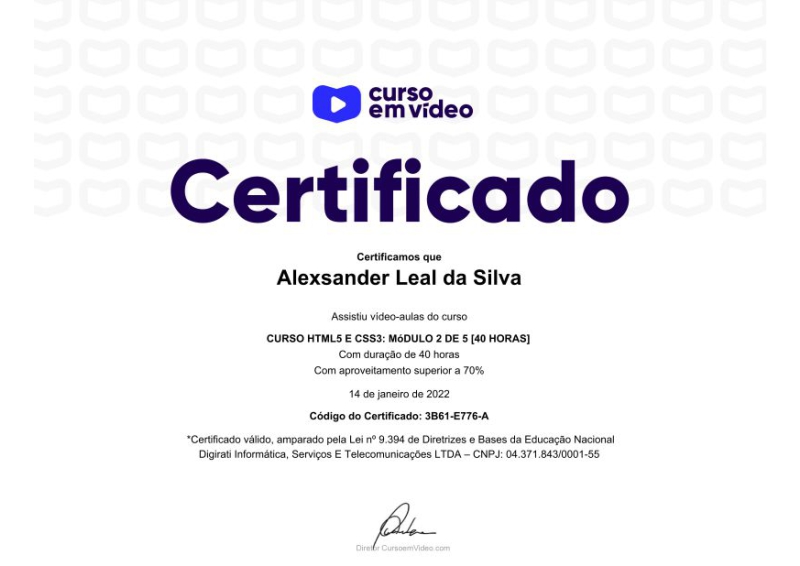 curso
em vídeo
Certificado
Certificamos que
Alexsander Leal da Silva
Assistiu vídeo-aulas do curso
CURSO HTML5 E CSS3: MóDULO 2 DE 5 [40 HORAS]
Com duração de 40 horas
Com aproveitamento superior a 70%
14 de janeiro de 2022
Código do Certificado: 3B61-E776-A
*Certificado válido, amparado pela Lei nº 9.394 de Diretrizes e Bases da Educação Nacional
Digirati Informática, Serviços E Telecomunicações LTDA – CNPJ: 04.371.843/0001-55
Diretor CursoemVideo.com